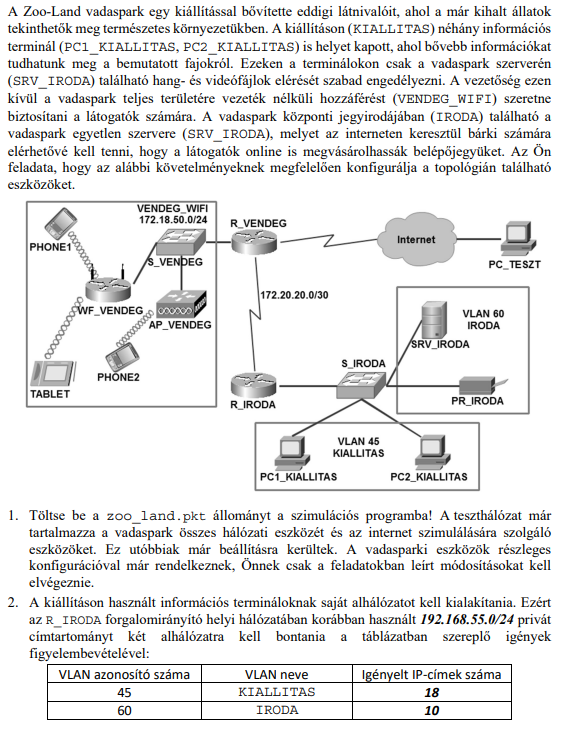 A Zoo-Land vadaspark egy kiállítással bővítette eddigi látnivalóit, ahol a már kihalt állatok
tekinthetők meg természetes környezetükben. A kiállításon (KIALLITAS) néhány információs
terminál (PC1_KIALLITAS, PC2_KIALLITAS) is helyet kapott, ahol bővebb információkat
tudhatunk meg a bemutatott fajokról. Ezeken a terminálokon csak a vadaspark szerverén
(SRV_IRODA) található hang- és videófájlok elérését szabad engedélyezni. A vezetőség ezen
kívül a vadaspark teljes területére vezeték nélküli hozzáférést (VENDEG_WIFI) szeretne
biztosítani a látogatók számára. A vadaspark központi jegyirodájában (IRODA) található a
vadaspark egyetlen szervere (SRV_IRODA), melyet az interneten keresztül bárki számára
elérhetővé kell tenni, hogy a látogatók online is megvásárolhassák belépőjegyüket. Az Ön
feladata, hogy az alábbi követelményeknek megfelelően konfigurálja a topológián található
eszközöket.
VENDEG_WIFI
172.18.50.0/24
R_VENDEG
PHONE1
Internet
S_VENDEG
PC_TESZT
WF_VENDEG
AP_VENDEG
172.20.20.0/30
VLAN 60
IRODA
SRV_IRODA
S_IRODA
PHONE2
TABLET
R_IRODA
PR_IRODA
VLAN 45
KIALLITAS
PC1_KIALLITAS
PC2_KIALLITAS
1. Töltse be a zoo_land.pkt állományt a szimulációs programba! A teszthálózat már
tartalmazza a vadaspark összes hálózati eszközét és az internet szimulálására szolgáló
eszközöket. Ez utóbbiak már beállításra kerültek. A vadasparki eszközök részleges
konfigurációval már rendelkeznek, Önnek csak a feladatokban leírt módosításokat kell
elvégeznie.
2. A kiállításon használt információs termináloknak saját alhálózatot kell kialakítania. Ezért
az R_IRODA forgalomirányító helyi hálózatában korábban használt 192.168.55.0/24 privát
címtartományt két alhálózatra kell bontania a táblázatban szereplő igények
figyelembevételével:
VLAN azonosító száma VLAN neve Igényelt IP-címek száma
45 KIALLITAS 18
60 IRODA 10